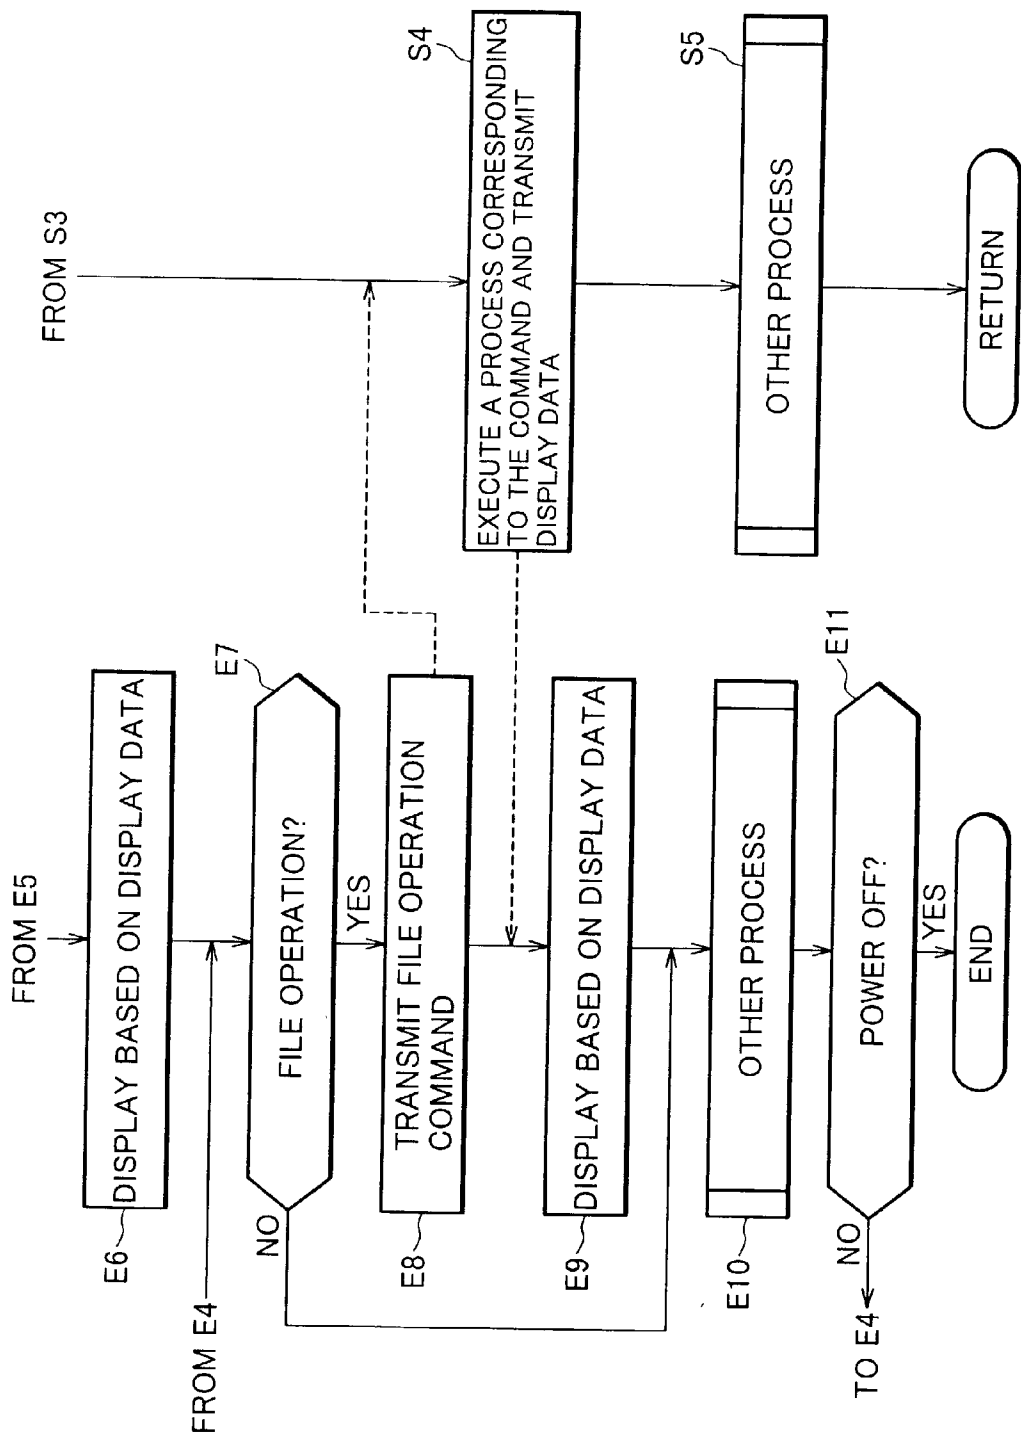 FROM E5
E6
DISPLAY BASED ON DISPLAY DATA
FROM E4
E7
FILE OPERATION?
NO
YES
E8
TRANSMIT FILE OPERATION
COMMAND
E9
DISPLAY BASED ON DISPLAY DATA
E10
OTHER PROCESS
E11
POWER OFF?
NO
YES
TO E4
END
FROM S3
S4
EXECUTE A PROCESS CORRESPONDING
TO THE COMMAND AND TRANSMIT
DISPLAY DATA
S5
OTHER PROCESS
RETURN